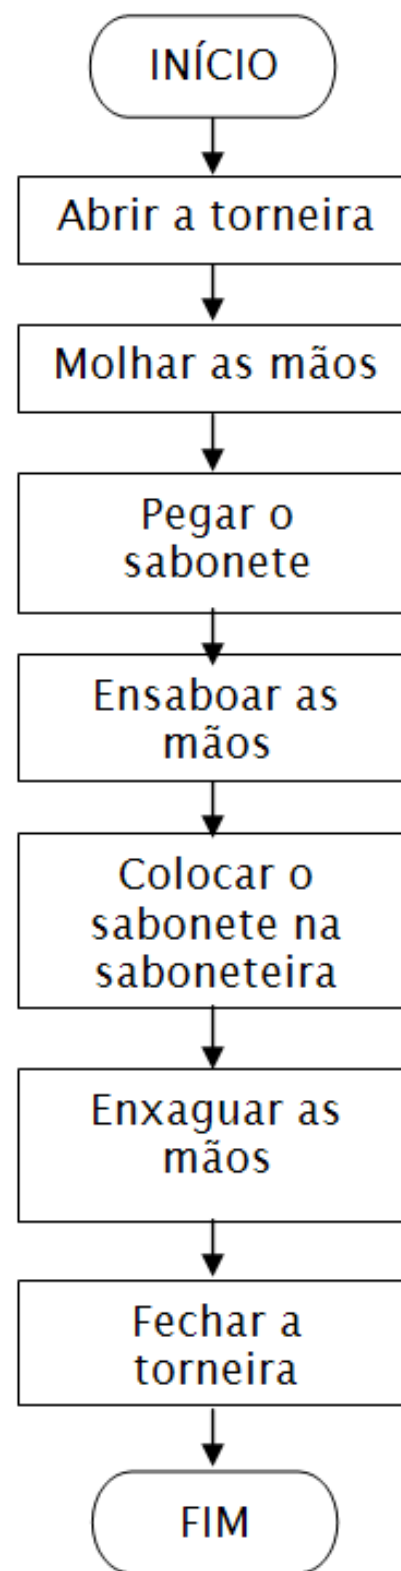 INÍCIO
Abrir a torneira
Molhar as mãos
Pegar o
sabonete
Ensaboar as
mãos
Colocar o
sabonete na
saboneteira
Enxaguar as
mãos
Fechar a
torneira
FIM